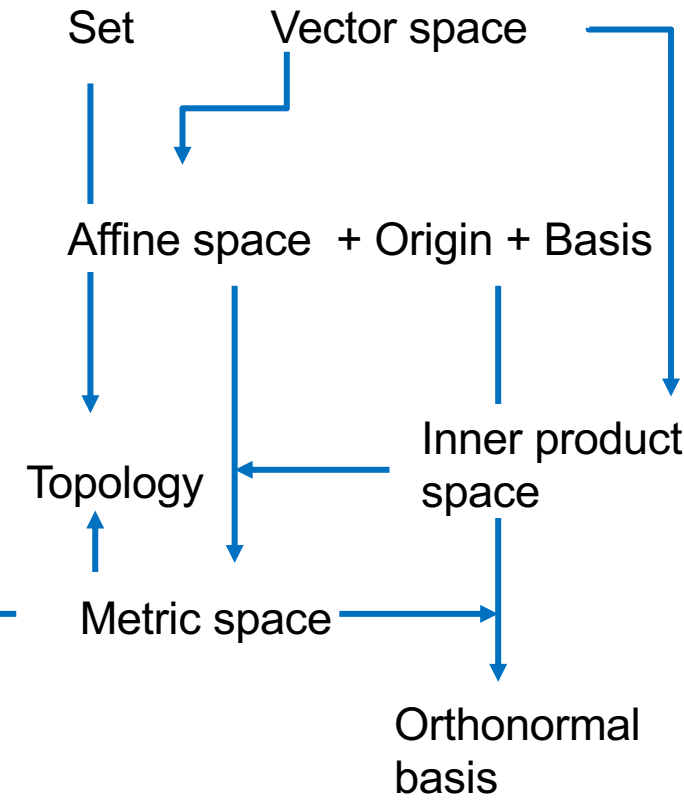 Set Vector space
Affine space + Origin + Basis
Inner product
space
Topology
Metric space
Orthonormal
basis